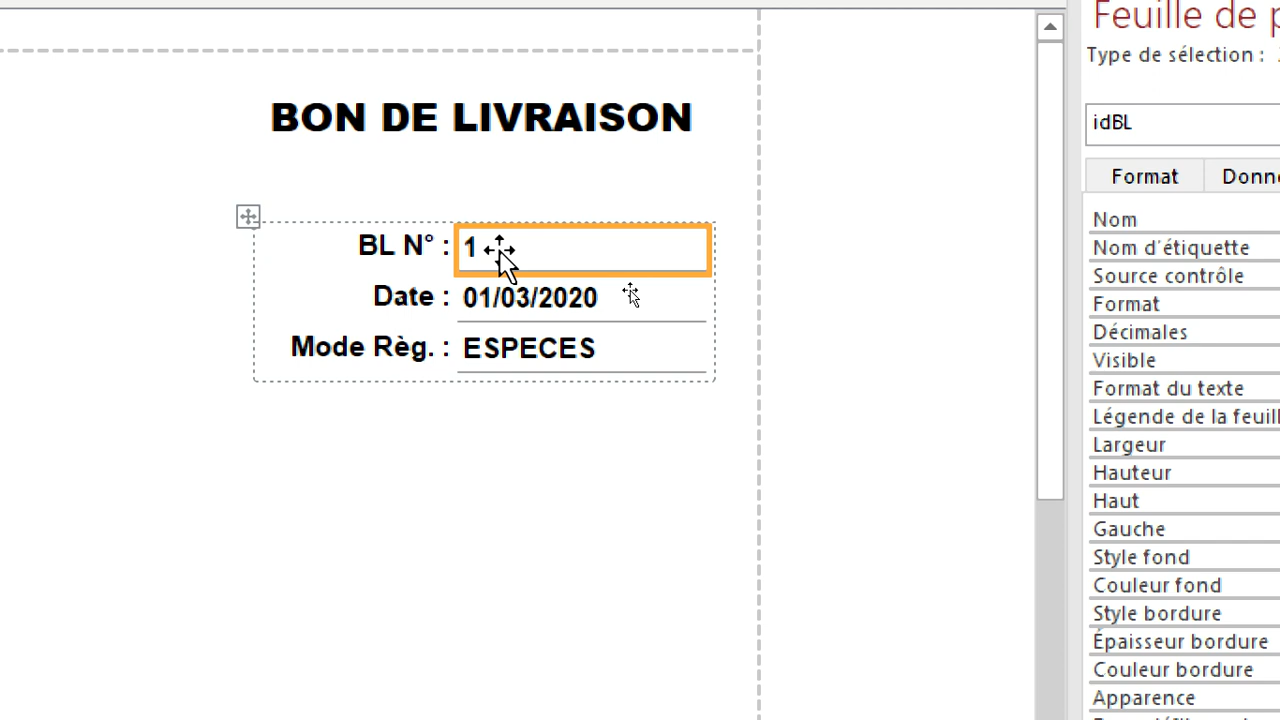 Feuille de p
Type de sélection :
BON DE LIVRAISON
idBL
Format Donn
BL N° : 1
Date : 01/03/2020
Mode Règ. : ESPECES
Nom
Nom d'étiquette
Source contrôle
Format
Décimales
Visible
Format du texte
Légende de la feuill
Largeur
Hauteur
Haut
Gauche
Style fond
Couleur fond
Style bordure
Épaisseur bordure
Couleur bordure
Apparence